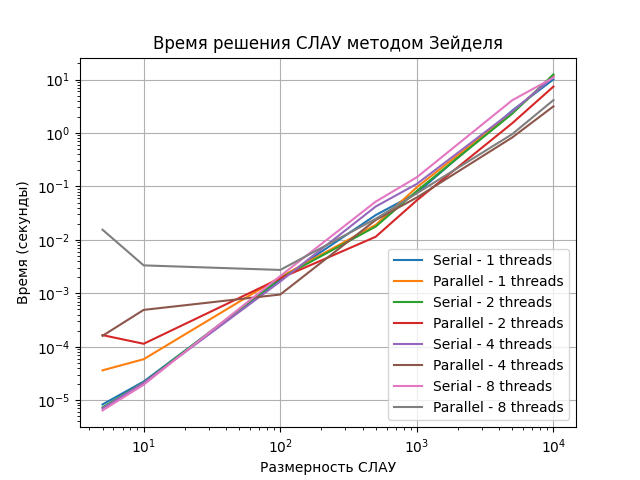 Время решения СЛАУ методом Зейделя
Время (секунды)
10¹
10⁰
10⁻¹
10⁻²
10⁻³
10⁻⁴
10⁻⁵
Serial - 1 threads
Parallel - 1 threads
Serial - 2 threads
Parallel - 2 threads
Serial - 4 threads
Parallel - 4 threads
Serial - 8 threads
Parallel - 8 threads
10¹ 10² 10³ 10⁴
Размерность СЛАУ